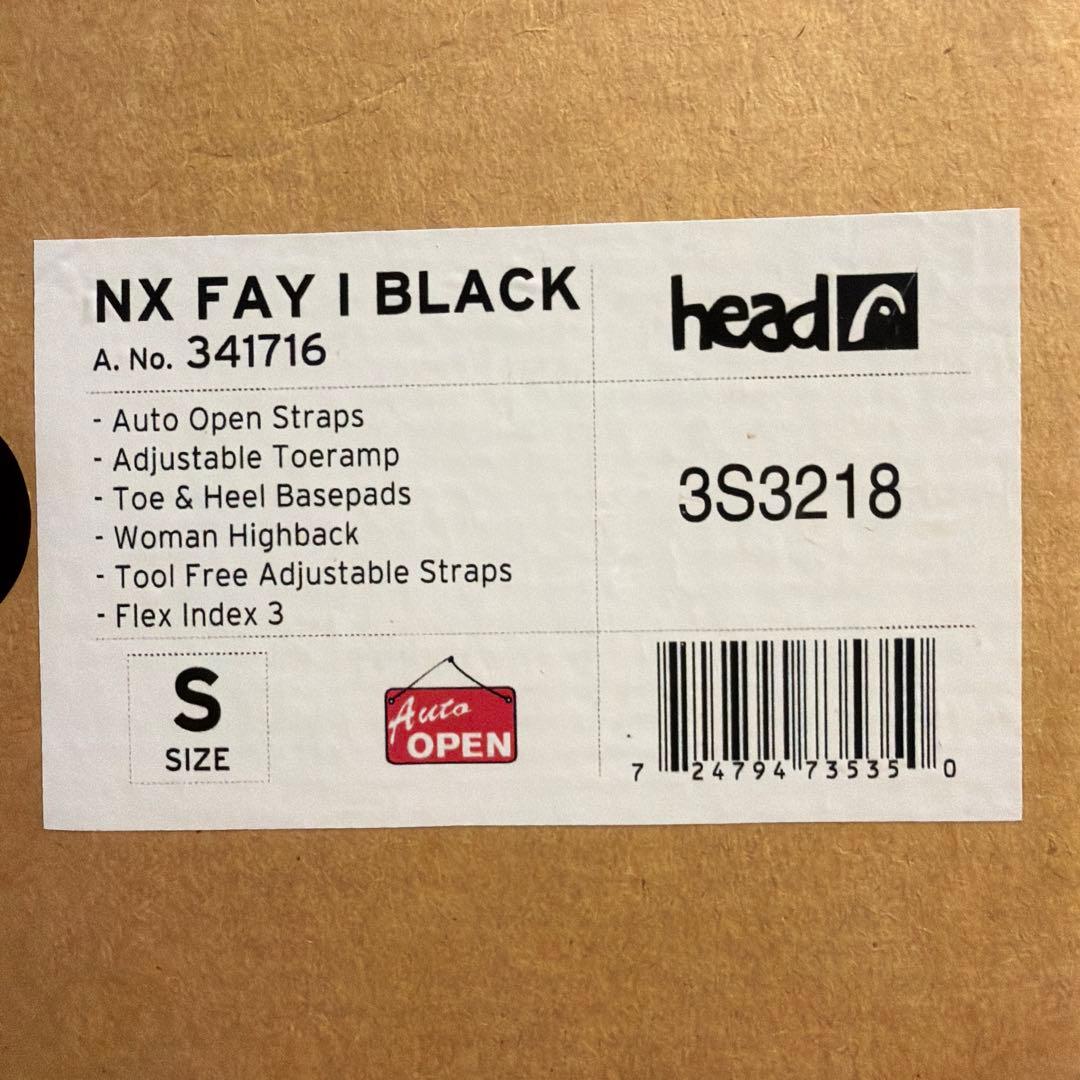 NX FAY I BLACK
A. No. 341716
head
- Auto Open Straps
- Adjustable Toeramp
- Toe & Heel Basepads
- Woman Highback
- Tool Free Adjustable Straps
- Flex Index 3
3S3218
S
SIZE
Auto
OPEN
7 24794 73535 0